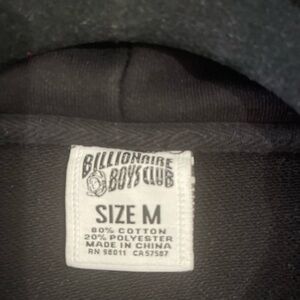 BILLIONAIRE
BOYS CLUB
SIZE M
80% COTTON
20% POLYESTER
MADE IN CHINA
RN 98011 CA57587